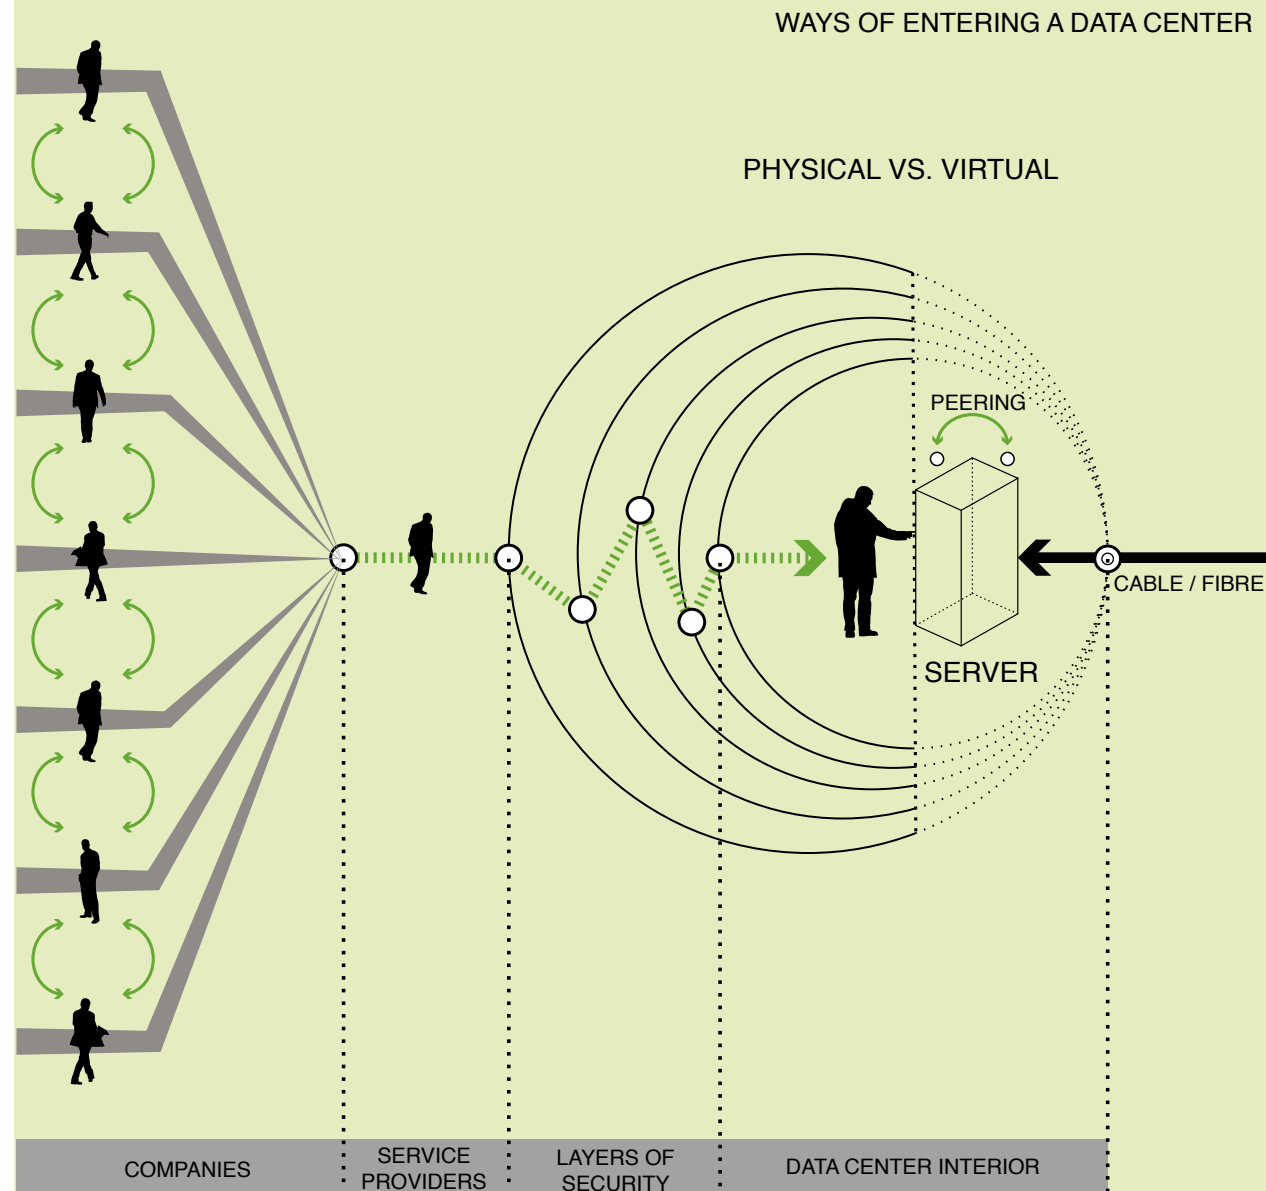 WAYS OF ENTERING A DATA CENTER
PHYSICAL VS. VIRTUAL
PEERING
CABLE / FIBRE
SERVER
COMPANIES
SERVICE
PROVIDERS
LAYERS OF
SECURITY
DATA CENTER INTERIOR